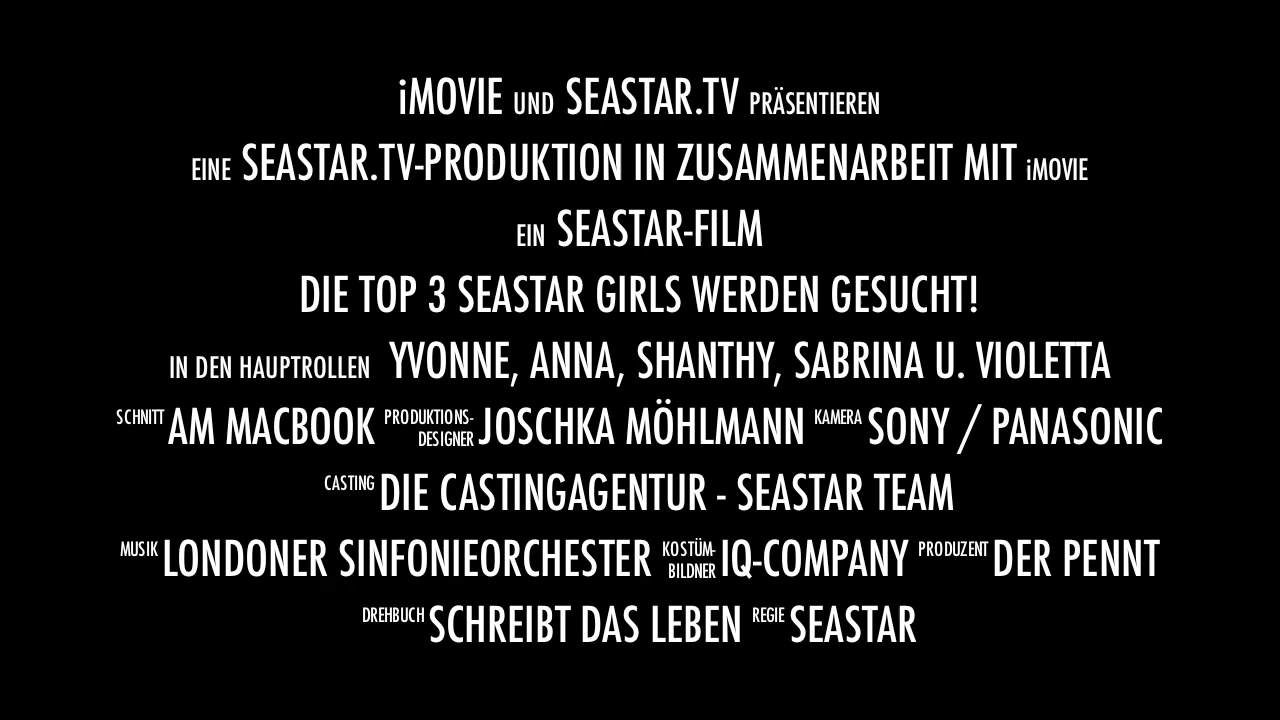 iMOVIE UND SEASTAR.TV PRÄSENTIEREN
EINE SEASTAR.TV-PRODUKTION IN ZUSAMMENARBEIT MIT iMOVIE
EIN SEASTAR-FILM
DIE TOP 3 SEASTAR GIRLS WERDEN GESUCHT!
IN DEN HAUPTROLLEN YVONNE, ANNA, SHANTHY, SABRINA U. VIOLETTA
SCHNITT AM MACBOOK PRODUKTIONS-DESIGNER JOSCHKA MÖHLMANN KAMERA SONY / PANASONIC
CASTING DIE CASTINGAGENTUR - SEASTAR TEAM
MUSIK LONDONER SINFONIEORCHESTER KOSTÜM-BILDNER IQ-COMPANY PRODUZENT DER PENNT
DREHBUCH SCHREIBT DAS LEBEN REGIE SEASTAR